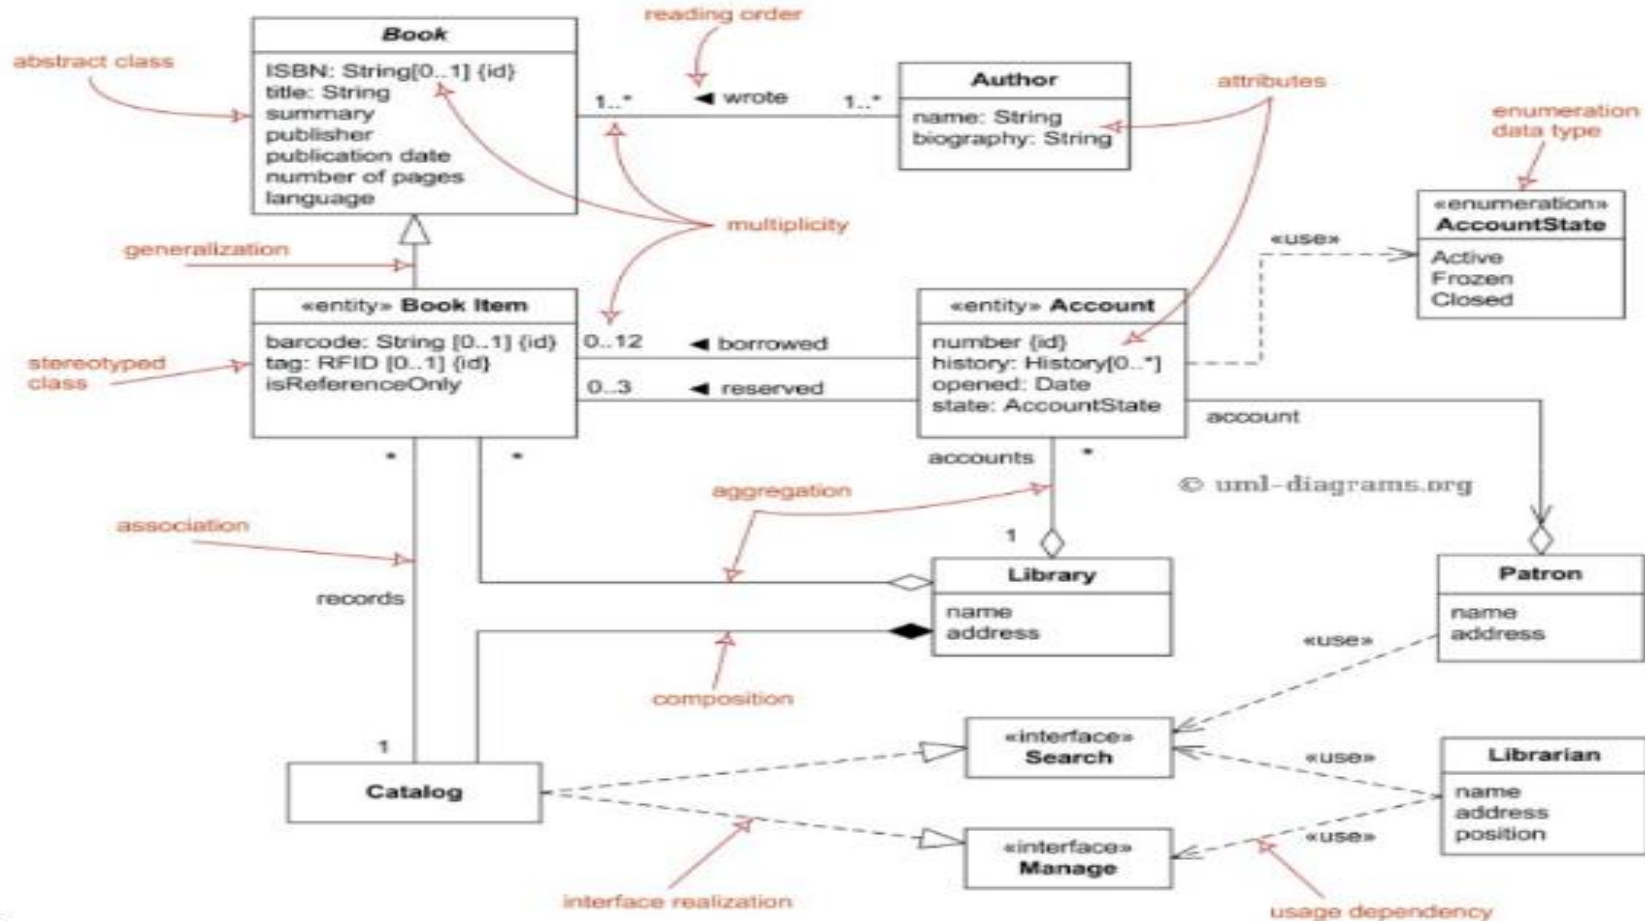 reading order
Book
abstract class
ISBN: String[0..1] {id}
title: String
summary
publisher
publication date
number of pages
language
1..*
◄ wrote
1..*
Author
name: String
biography: String
attributes
enumeration
data type
multiplicity
«enumeration»
AccountState
Active
Frozen
Closed
«use»
generalization
«entity» Book Item
barcode: String [0..1] {id}
tag: RFID [0..1] {id}
isReferenceOnly
stereotyped
class
0..12
◄ borrowed
0..3
◄ reserved
«entity» Account
number {id}
history: History[0..*]
opened: Date
state: AccountState
account
*
*
accounts
*
© uml-diagrams.org
aggregation
association
1
records
Library
name
address
Patron
name
address
«use»
composition
1
Catalog
«interface»
Search
«use»
Librarian
name
address
position
«use»
«interface»
Manage
interface realization
usage dependency